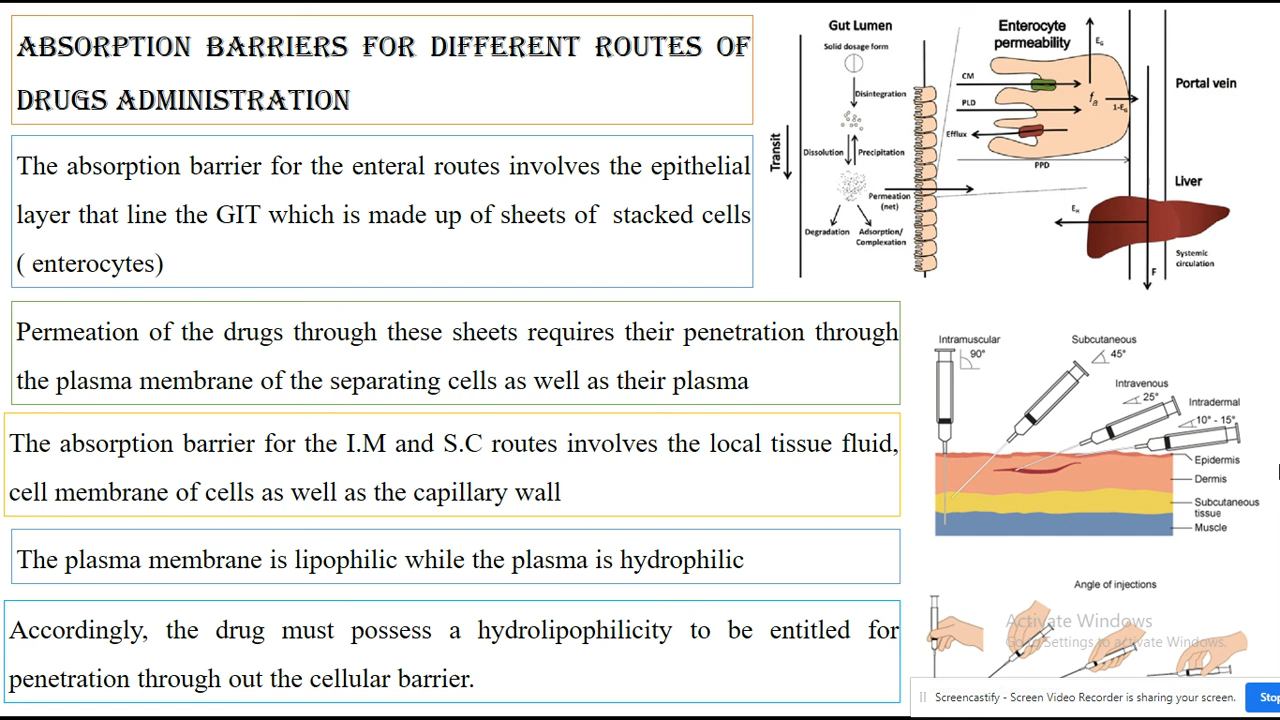 ABSORPTION BARRIERS FOR DIFFERENT ROUTES OF
DRUGS ADMINISTRATION
The absorption barrier for the enteral routes involves the epithelial
layer that line the GIT which is made up of sheets of stacked cells
( enterocytes)
Permeation of the drugs through these sheets requires their penetration through
the plasma membrane of the separating cells as well as their plasma
The absorption barrier for the I.M and S.C routes involves the local tissue fluid,
cell membrane of cells as well as the capillary wall
The plasma membrane is lipophilic while the plasma is hydrophilic
Accordingly, the drug must possess a hydrolipophilicity to be entitled for
penetration through out the cellular barrier.
Gut Lumen
Solid dosage form
Disintegration
Dissolution
Precipitation
Transit
Permeation
(net)
Degradation
Adsorption/
Complexation
Enterocyte
permeability
CM
PLD
Efflux
PPD
fa
EG
1-EG
Portal vein
Liver
EH
Systemic
circulation
F
Intramuscular
90°
Subcutaneous
45°
Intravenous
25°
Intradermal
10° - 15°
Epidermis
Dermis
Subcutaneous
tissue
Muscle
Angle of injections
Activate Windows
Go to Settings to activate Windows.
Screencastify - Screen Video Recorder is sharing your screen.
Stop